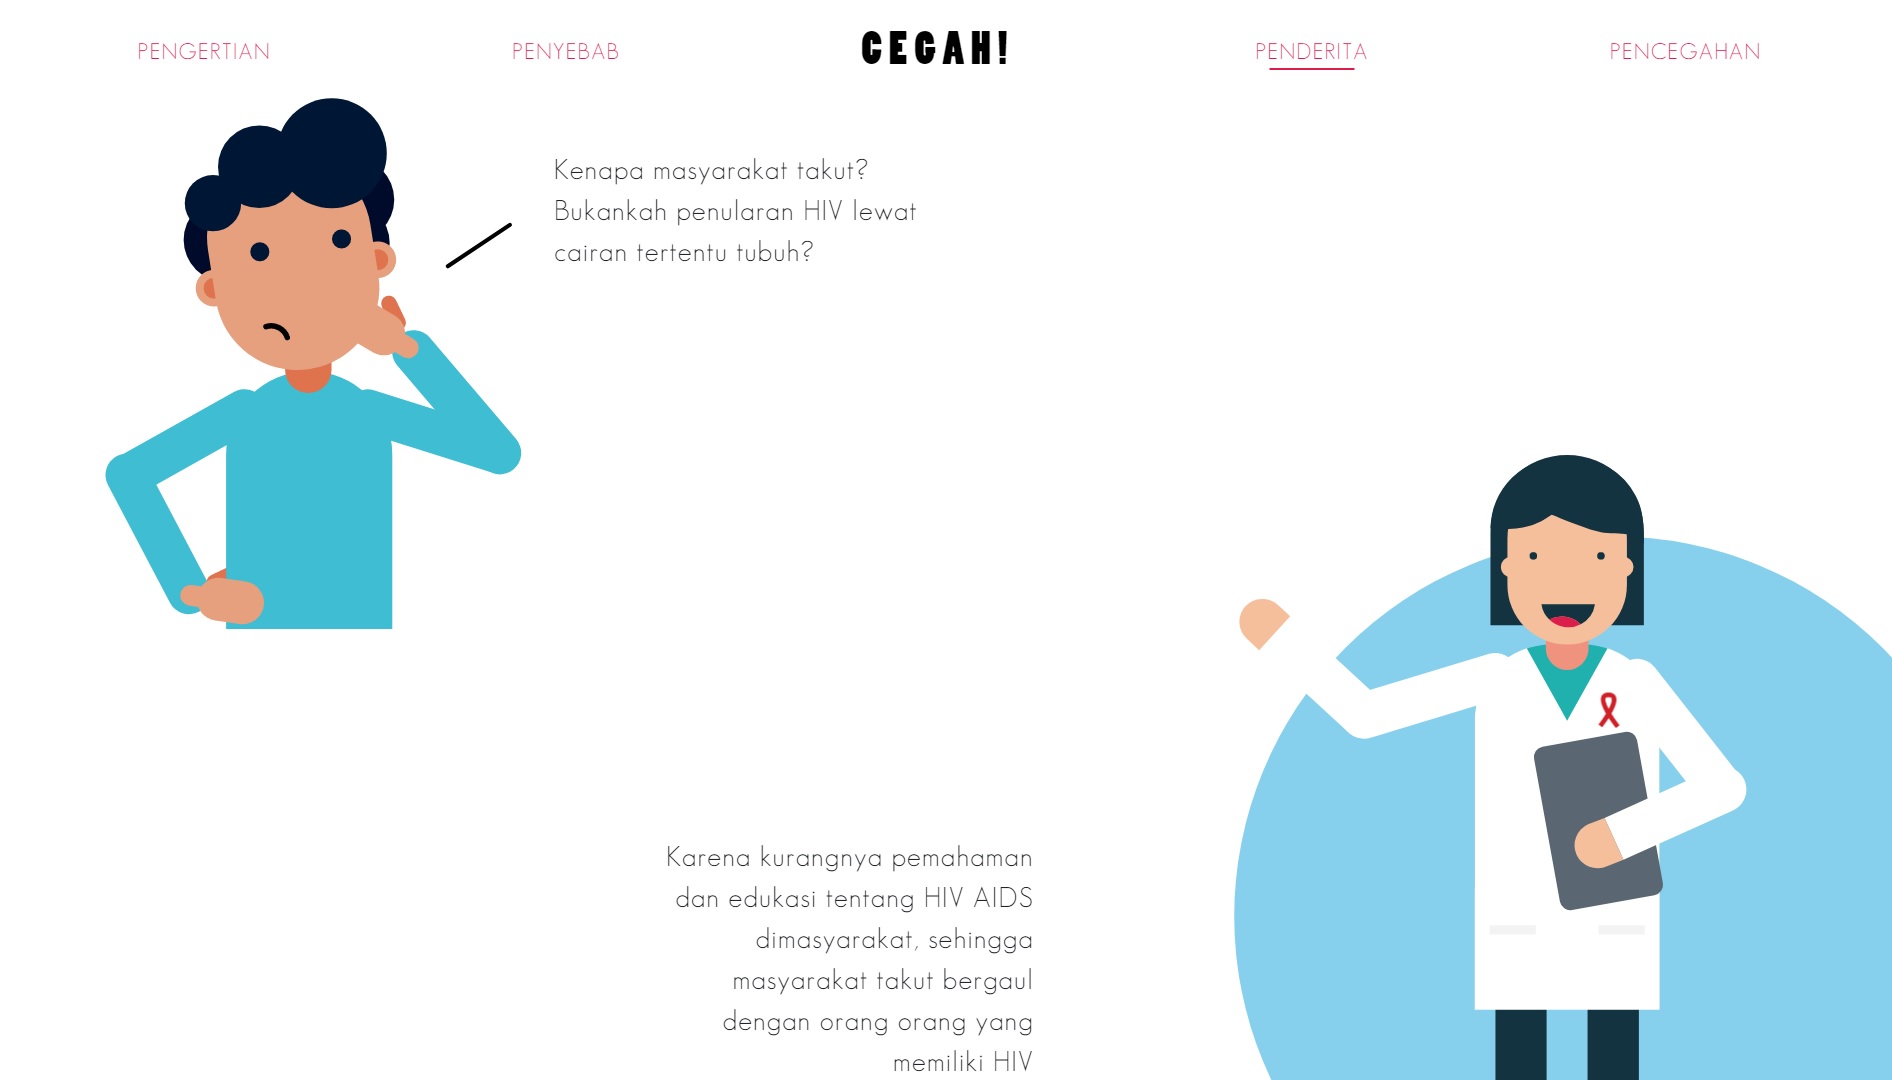 PENGERTIAN
PENYEBAB
CEGAH!
PENDERITA
PENCEGAHAN
Kenapa masyarakat takut?
Bukankah penularan HIV lewat
cairan tertentu tubuh?
Karena kurangnya pemahaman
dan edukasi tentang HIV AIDS
dimasyarakat, sehingga
masyarakat takut bergaul
dengan orang orang yang
memiliki HIV